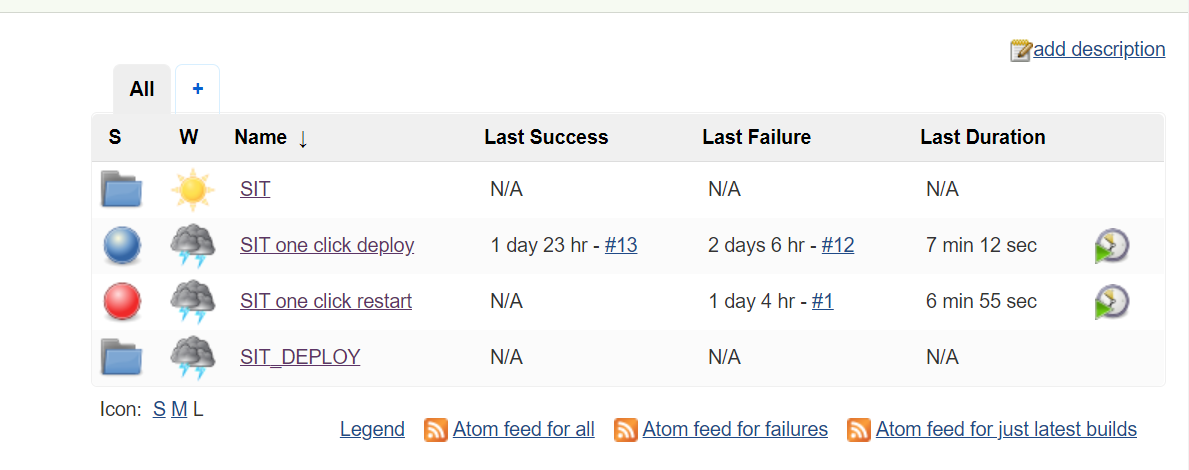 add description
All +
S W Name ↓ Last Success Last Failure Last Duration
SIT N/A N/A N/A
SIT one click deploy 1 day 23 hr - #13 2 days 6 hr - #12 7 min 12 sec
SIT one click restart N/A 1 day 4 hr - #1 6 min 55 sec
SIT_DEPLOY N/A N/A N/A
Icon: S M L
Legend Atom feed for all Atom feed for failures Atom feed for just latest builds